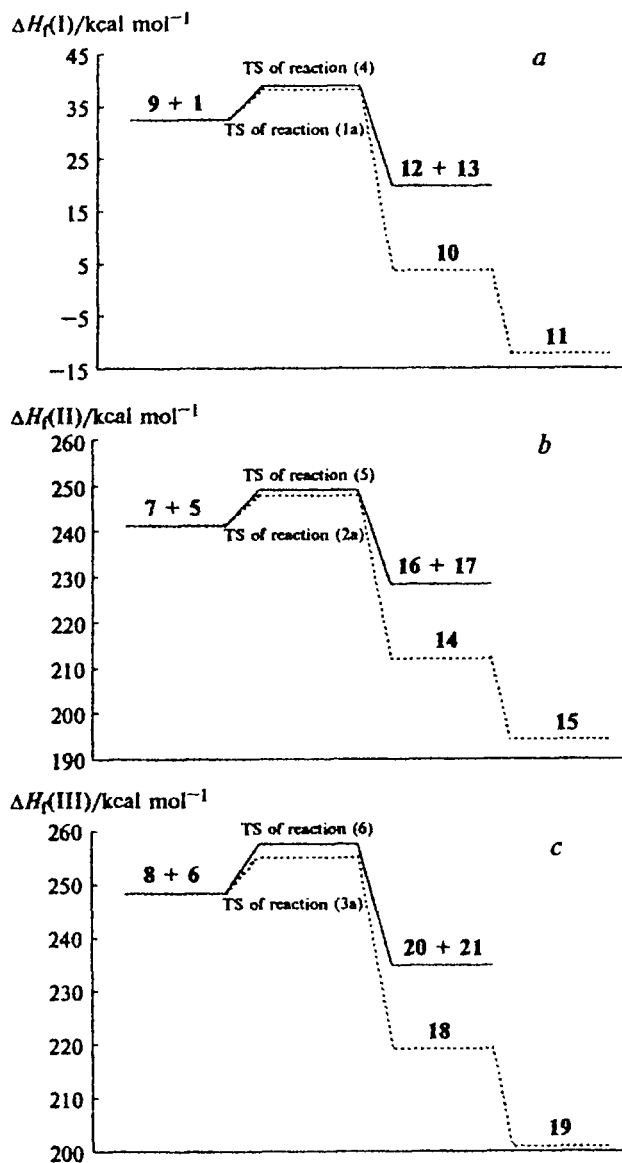 ΔHf(I)/kcal mol⁻¹
45
a
TS of reaction (4)
35
9 + 1
TS of reaction (1a)
25
12 + 13
15
10
5
−5
11
−15
ΔHf(II)/kcal mol⁻¹
260
b
TS of reaction (5)
250
7 + 5
240
TS of reaction (2a)
230
16 + 17
220
14
210
200
15
190
ΔHf(III)/kcal mol⁻¹
260
TS of reaction (6)
c
250
8 + 6
TS of reaction (3a)
240
20 + 21
230
220
18
210
19
200